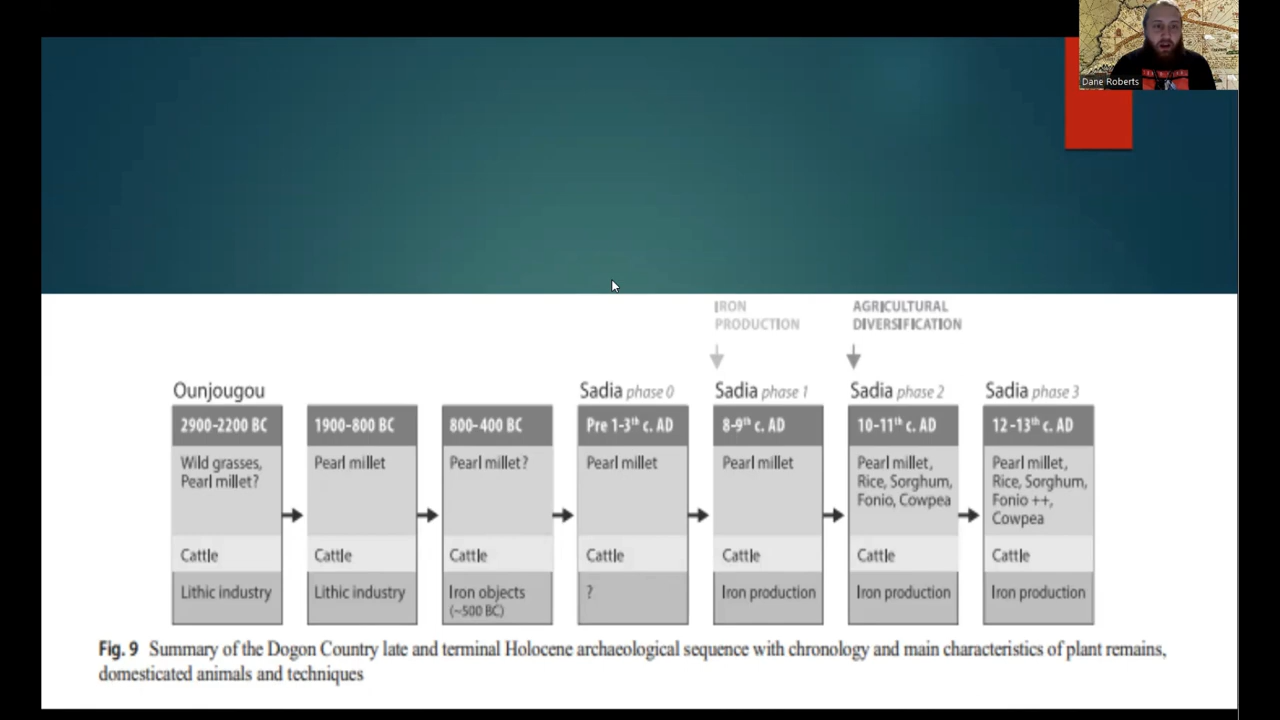 Dane Roberts
IRON
PRODUCTION
AGRICULTURAL
DIVERSIFICATION
Ounjougou
Sadia phase 0
Sadia phase 1
Sadia phase 2
Sadia phase 3
2900-2200 BC
1900-800 BC
800-400 BC
Pre 1-3th c. AD
8-9th c. AD
10-11th c. AD
12-13th c. AD
Wild grasses,
Pearl millet?
Pearl millet
Pearl millet?
Pearl millet
Pearl millet
Pearl millet,
Rice, Sorghum,
Fonio, Cowpea
Pearl millet,
Rice, Sorghum,
Fonio ++,
Cowpea
Cattle
Cattle
Cattle
Cattle
Cattle
Cattle
Cattle
Lithic industry
Lithic industry
Iron objects
(~500 BC)
?
Iron production
Iron production
Iron production
Fig. 9 Summary of the Dogon Country late and terminal Holocene archaeological sequence with chronology and main characteristics of plant remains,
domesticated animals and techniques